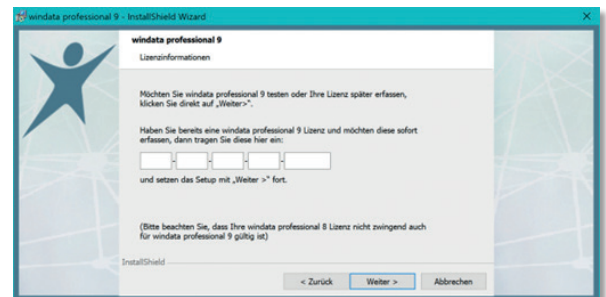 windata professional 9 - InstallShield Wizard
windata professional 9
Lizenzinformationen
Möchten Sie windata professional 9 testen oder Ihre Lizenz später erfassen,
klicken Sie direkt auf „Weiter>“.
Haben Sie bereits eine windata professional 9 Lizenz und möchten diese sofort
erfassen, dann tragen Sie diese hier ein:
- - - -
und setzen das Setup mit „Weiter >“ fort.
(Bitte beachten Sie, dass Ihre windata professional 8 Lizenz nicht zwingend auch
für windata professional 9 gültig ist)
InstallShield
< Zurück Weiter > Abbrechen